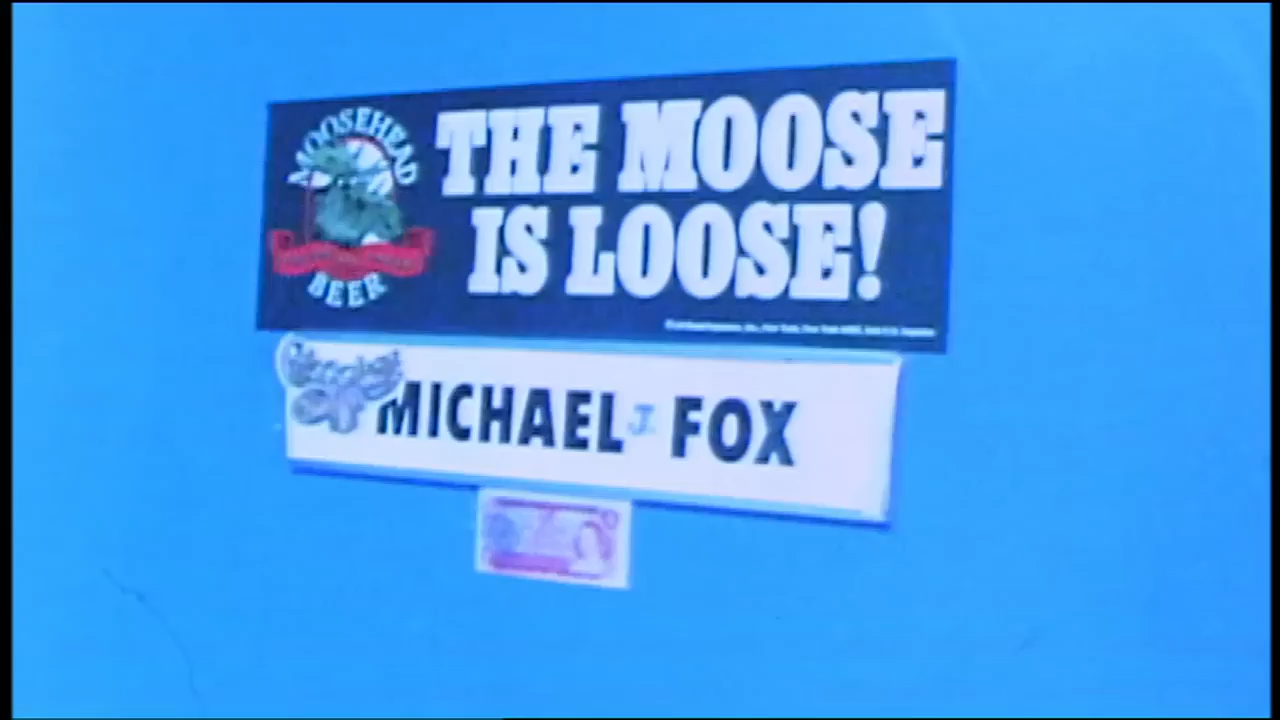 MOOSEHEAD
BEER
THE MOOSE
IS LOOSE!
MICHAEL J. FOX